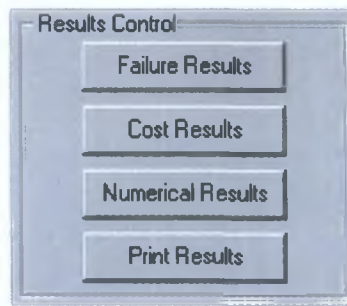 Results Control
Failure Results
Cost Results
Numerical Results
Print Results